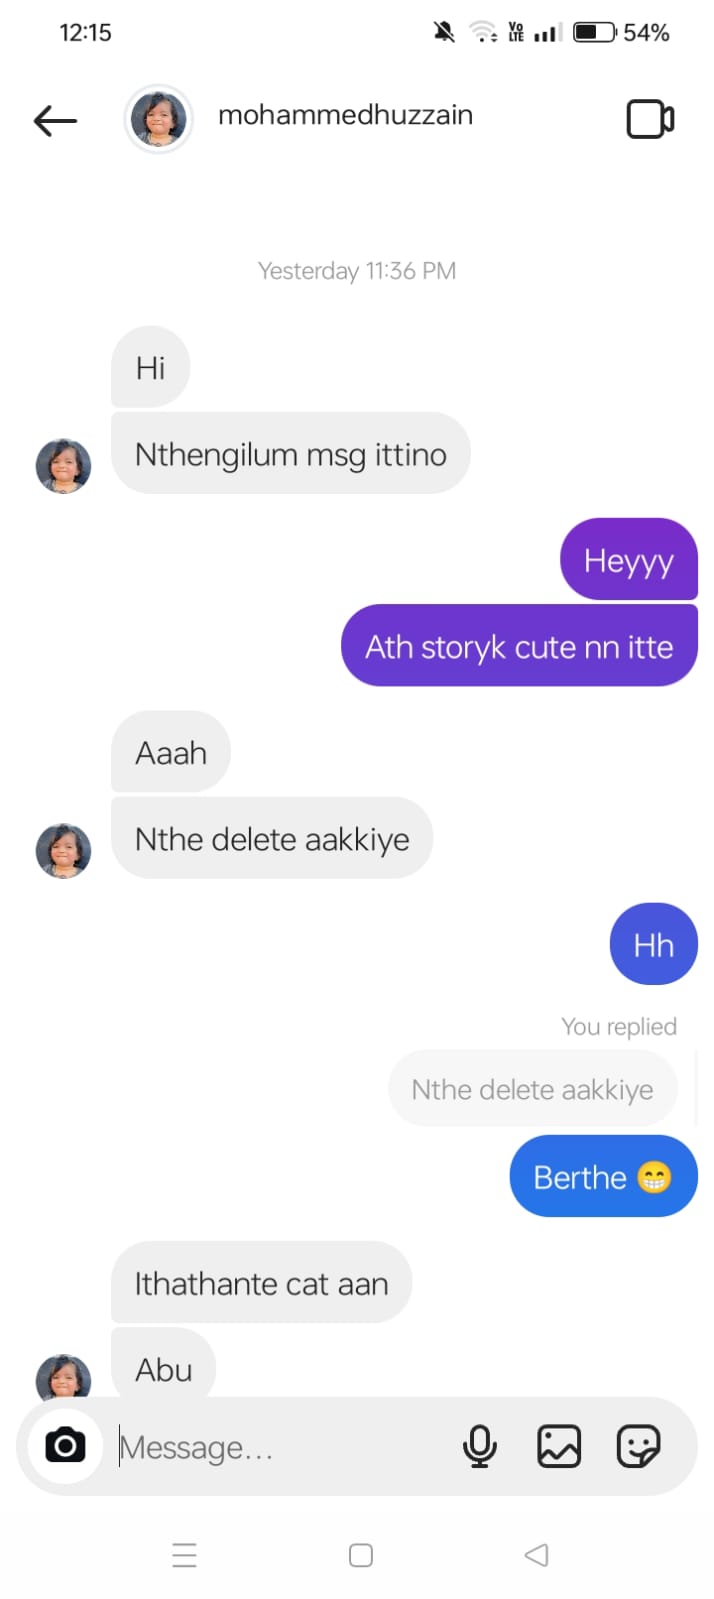 12:15
Vo LTE 54%
mohammedhuzzain
Yesterday 11:36 PM
Hi
Nthengilum msg ittino
Heyyy
Ath storyk cute nn itte
Aaah
Nthe delete aakkiye
Hh
You replied
Nthe delete aakkiye
Berthe 😁
Ithathante cat aan
Abu
Message...